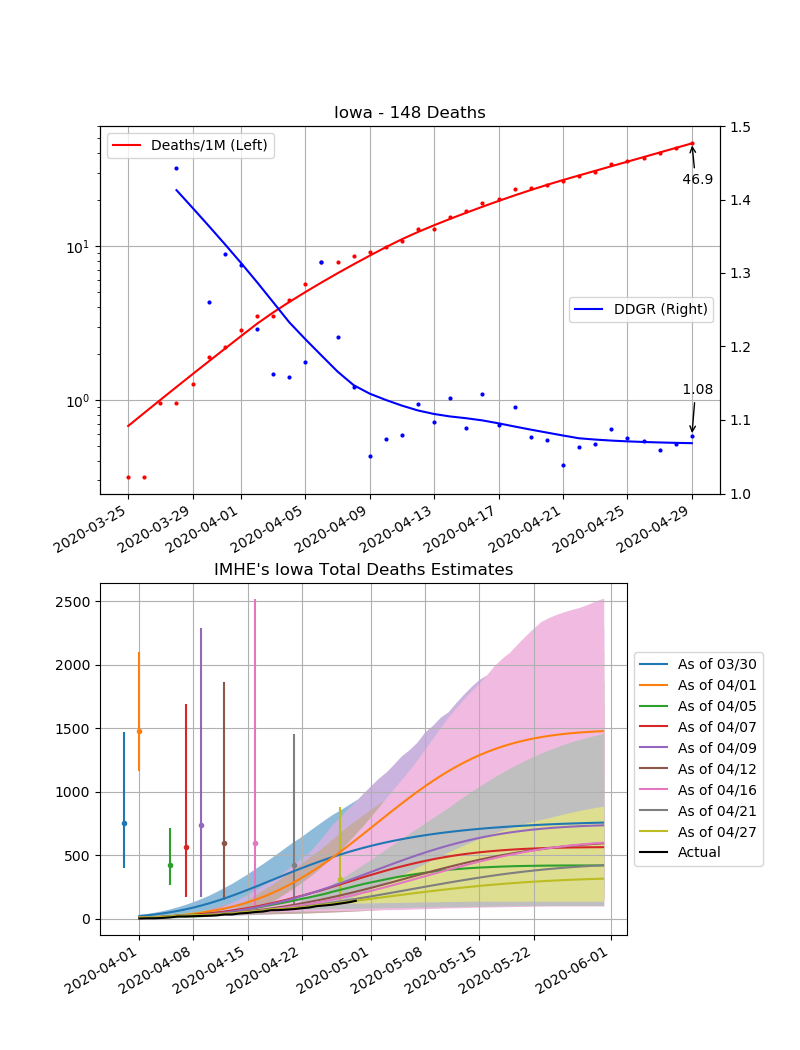 Iowa - 148 Deaths
Deaths/1M (Left)
DDGR (Right)
46.9
1.08
10¹
10⁰
1.5
1.4
1.3
1.2
1.1
1.0
2020-03-25
2020-03-29
2020-04-01
2020-04-05
2020-04-09
2020-04-13
2020-04-17
2020-04-21
2020-04-25
2020-04-29
IMHE's Iowa Total Deaths Estimates
2500
2000
1500
1000
500
0
2020-04-01
2020-04-08
2020-04-15
2020-04-22
2020-05-01
2020-05-08
2020-05-15
2020-05-22
2020-06-01
As of 03/30
As of 04/01
As of 04/05
As of 04/07
As of 04/09
As of 04/12
As of 04/16
As of 04/21
As of 04/27
Actual